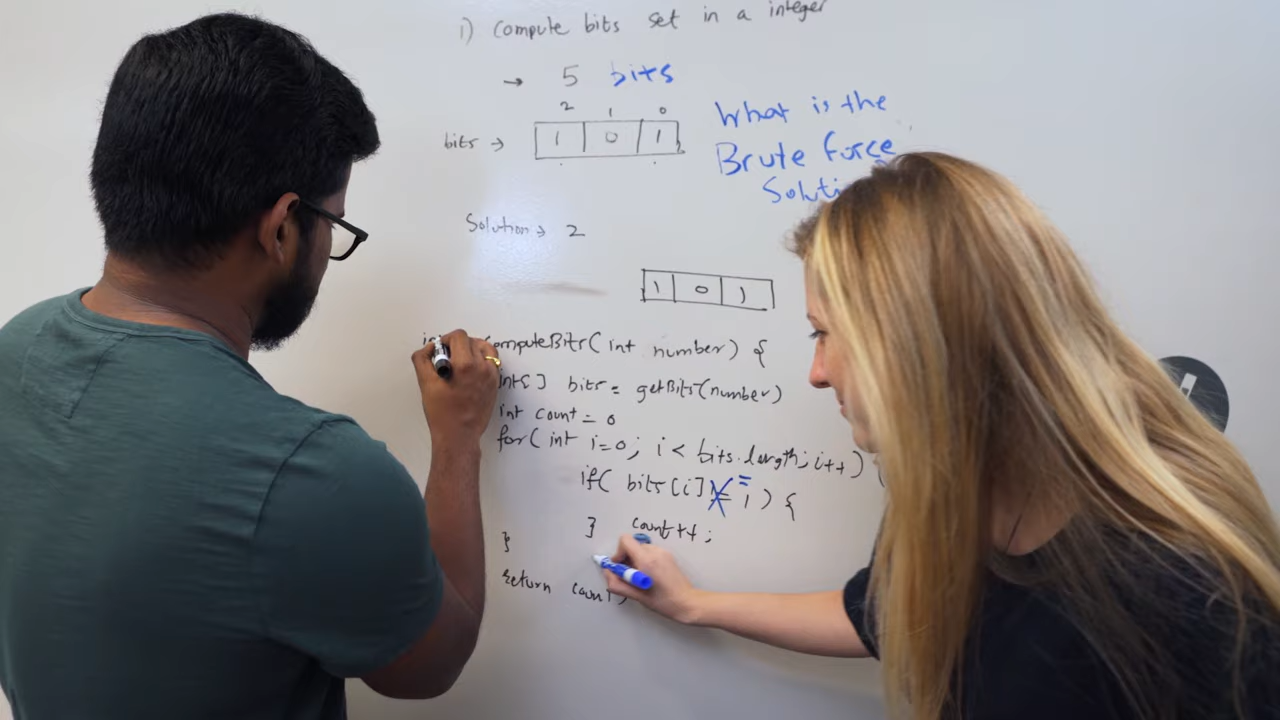 1) Compute bits set in a integer
→ 5 bits
2 1 0
bits → 1 0 1
What is the
Brute force
Solution → 2
1 0 1
computeBits(int number) {
bits = getBits(number)
int count = 0
for( int i=0; i < bits.length; i++ )
if( bits[i] = i ) {
} count++ ;
}
return count